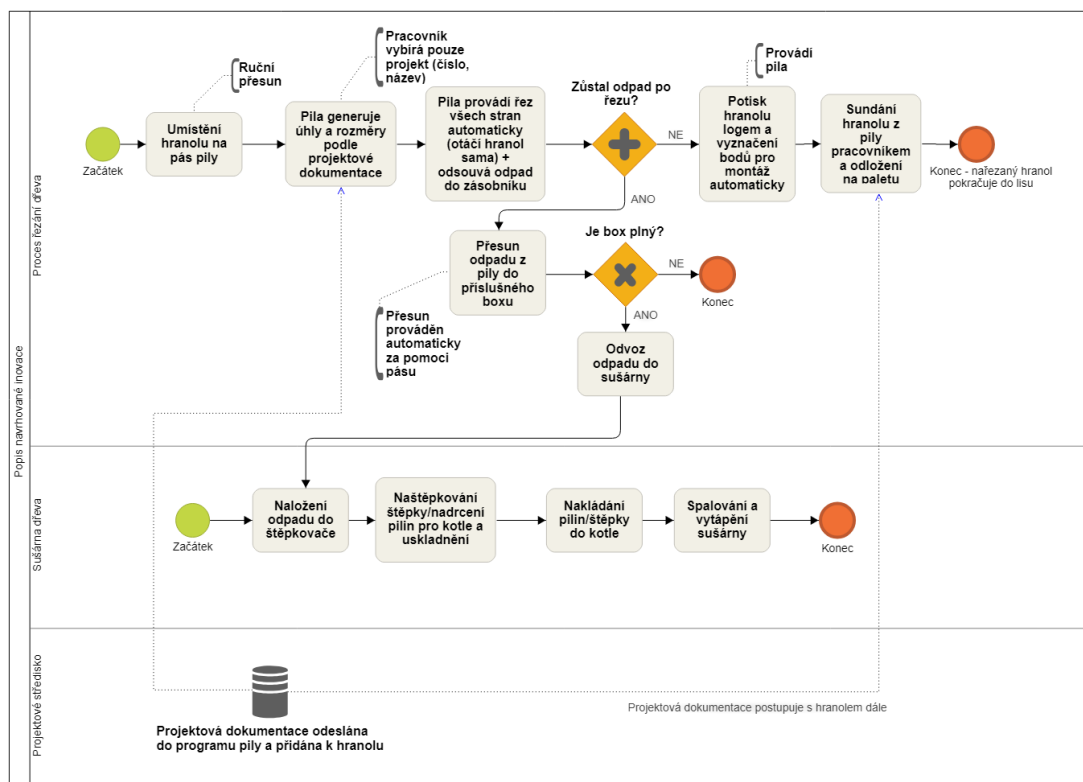 Popis navrhované inovace
Proces řezání dřeva
Ruční
přesun
Pracovník
vybírá pouze
projekt (číslo,
název)
Provádí
pila
Začátek
Umístění
hranolu na
pás pily
Pila generuje
úhly a rozměry
podle
projektové
dokumentace
Pila provádí řez
všech stran
automaticky
(otáčí hranol
sama) +
odsouvá odpad
do zásobníku
Zůstal odpad po
řezu?
NE
ANO
Potisk
hranolu
logem a
vyznačení
bodů pro
montáž
automaticky
Sundání
hranolu z
pily
pracovníkem
a odložení
na paletu
Konec - nařezaný hranol
pokračuje do lisu
Přesun
odpadu z
pily do
příslušného
boxu
Přesun
prováděn
automaticky
za pomocí
pásu
Je box plný?
NE
Konec
ANO
Odvoz
odpadu do
sušárny
Sušárna dřeva
Začátek
Naložení
odpadu do
štěpkovače
Naštěpkování
štěpky/nadrcení
pilin pro kotle a
uskladnění
Nakládání
pilin/štěpky
do kotle
Spalování a
vytápění
sušárny
Konec
Projektové středisko
Projektová dokumentace odeslána
do programu pily a přidána k hranolu
Projektová dokumentace postupuje s hranolem dále